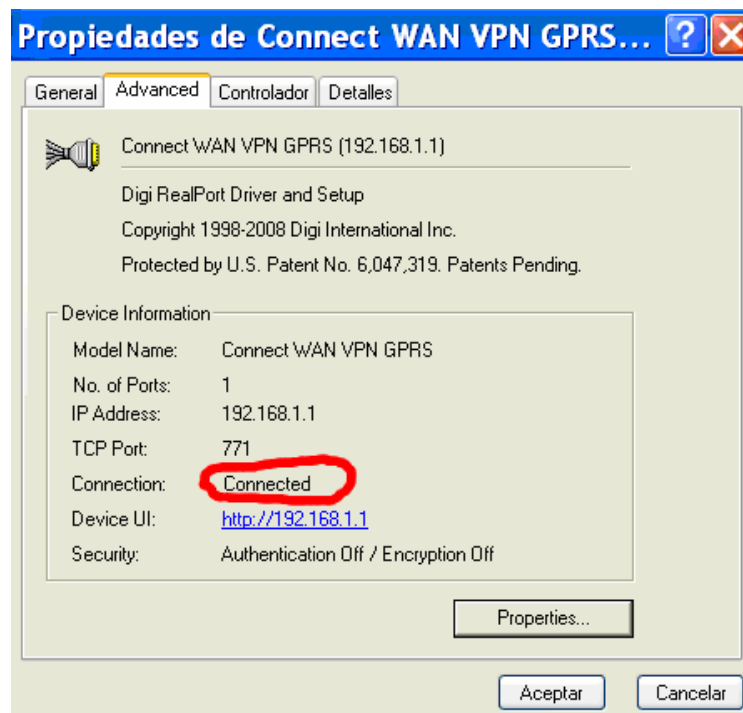 Propiedades de Connect WAN VPN GPRS...
General Advanced Controlador Detalles
Connect WAN VPN GPRS (192.168.1.1)
Digi RealPort Driver and Setup
Copyright 1998-2008 Digi International Inc.
Protected by U.S. Patent No. 6,047,319. Patents Pending.
Device Information
Model Name: Connect WAN VPN GPRS
No. of Ports: 1
IP Address: 192.168.1.1
TCP Port: 771
Connection: Connected
Device UI: http://192.168.1.1
Security: Authentication Off / Encryption Off
Properties...
Aceptar Cancelar